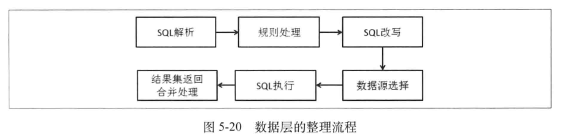 SQL解析
规则处理
SQL改写
数据源选择
SQL执行
结果集返回
合并处理
图 5-20 数据层的整理流程